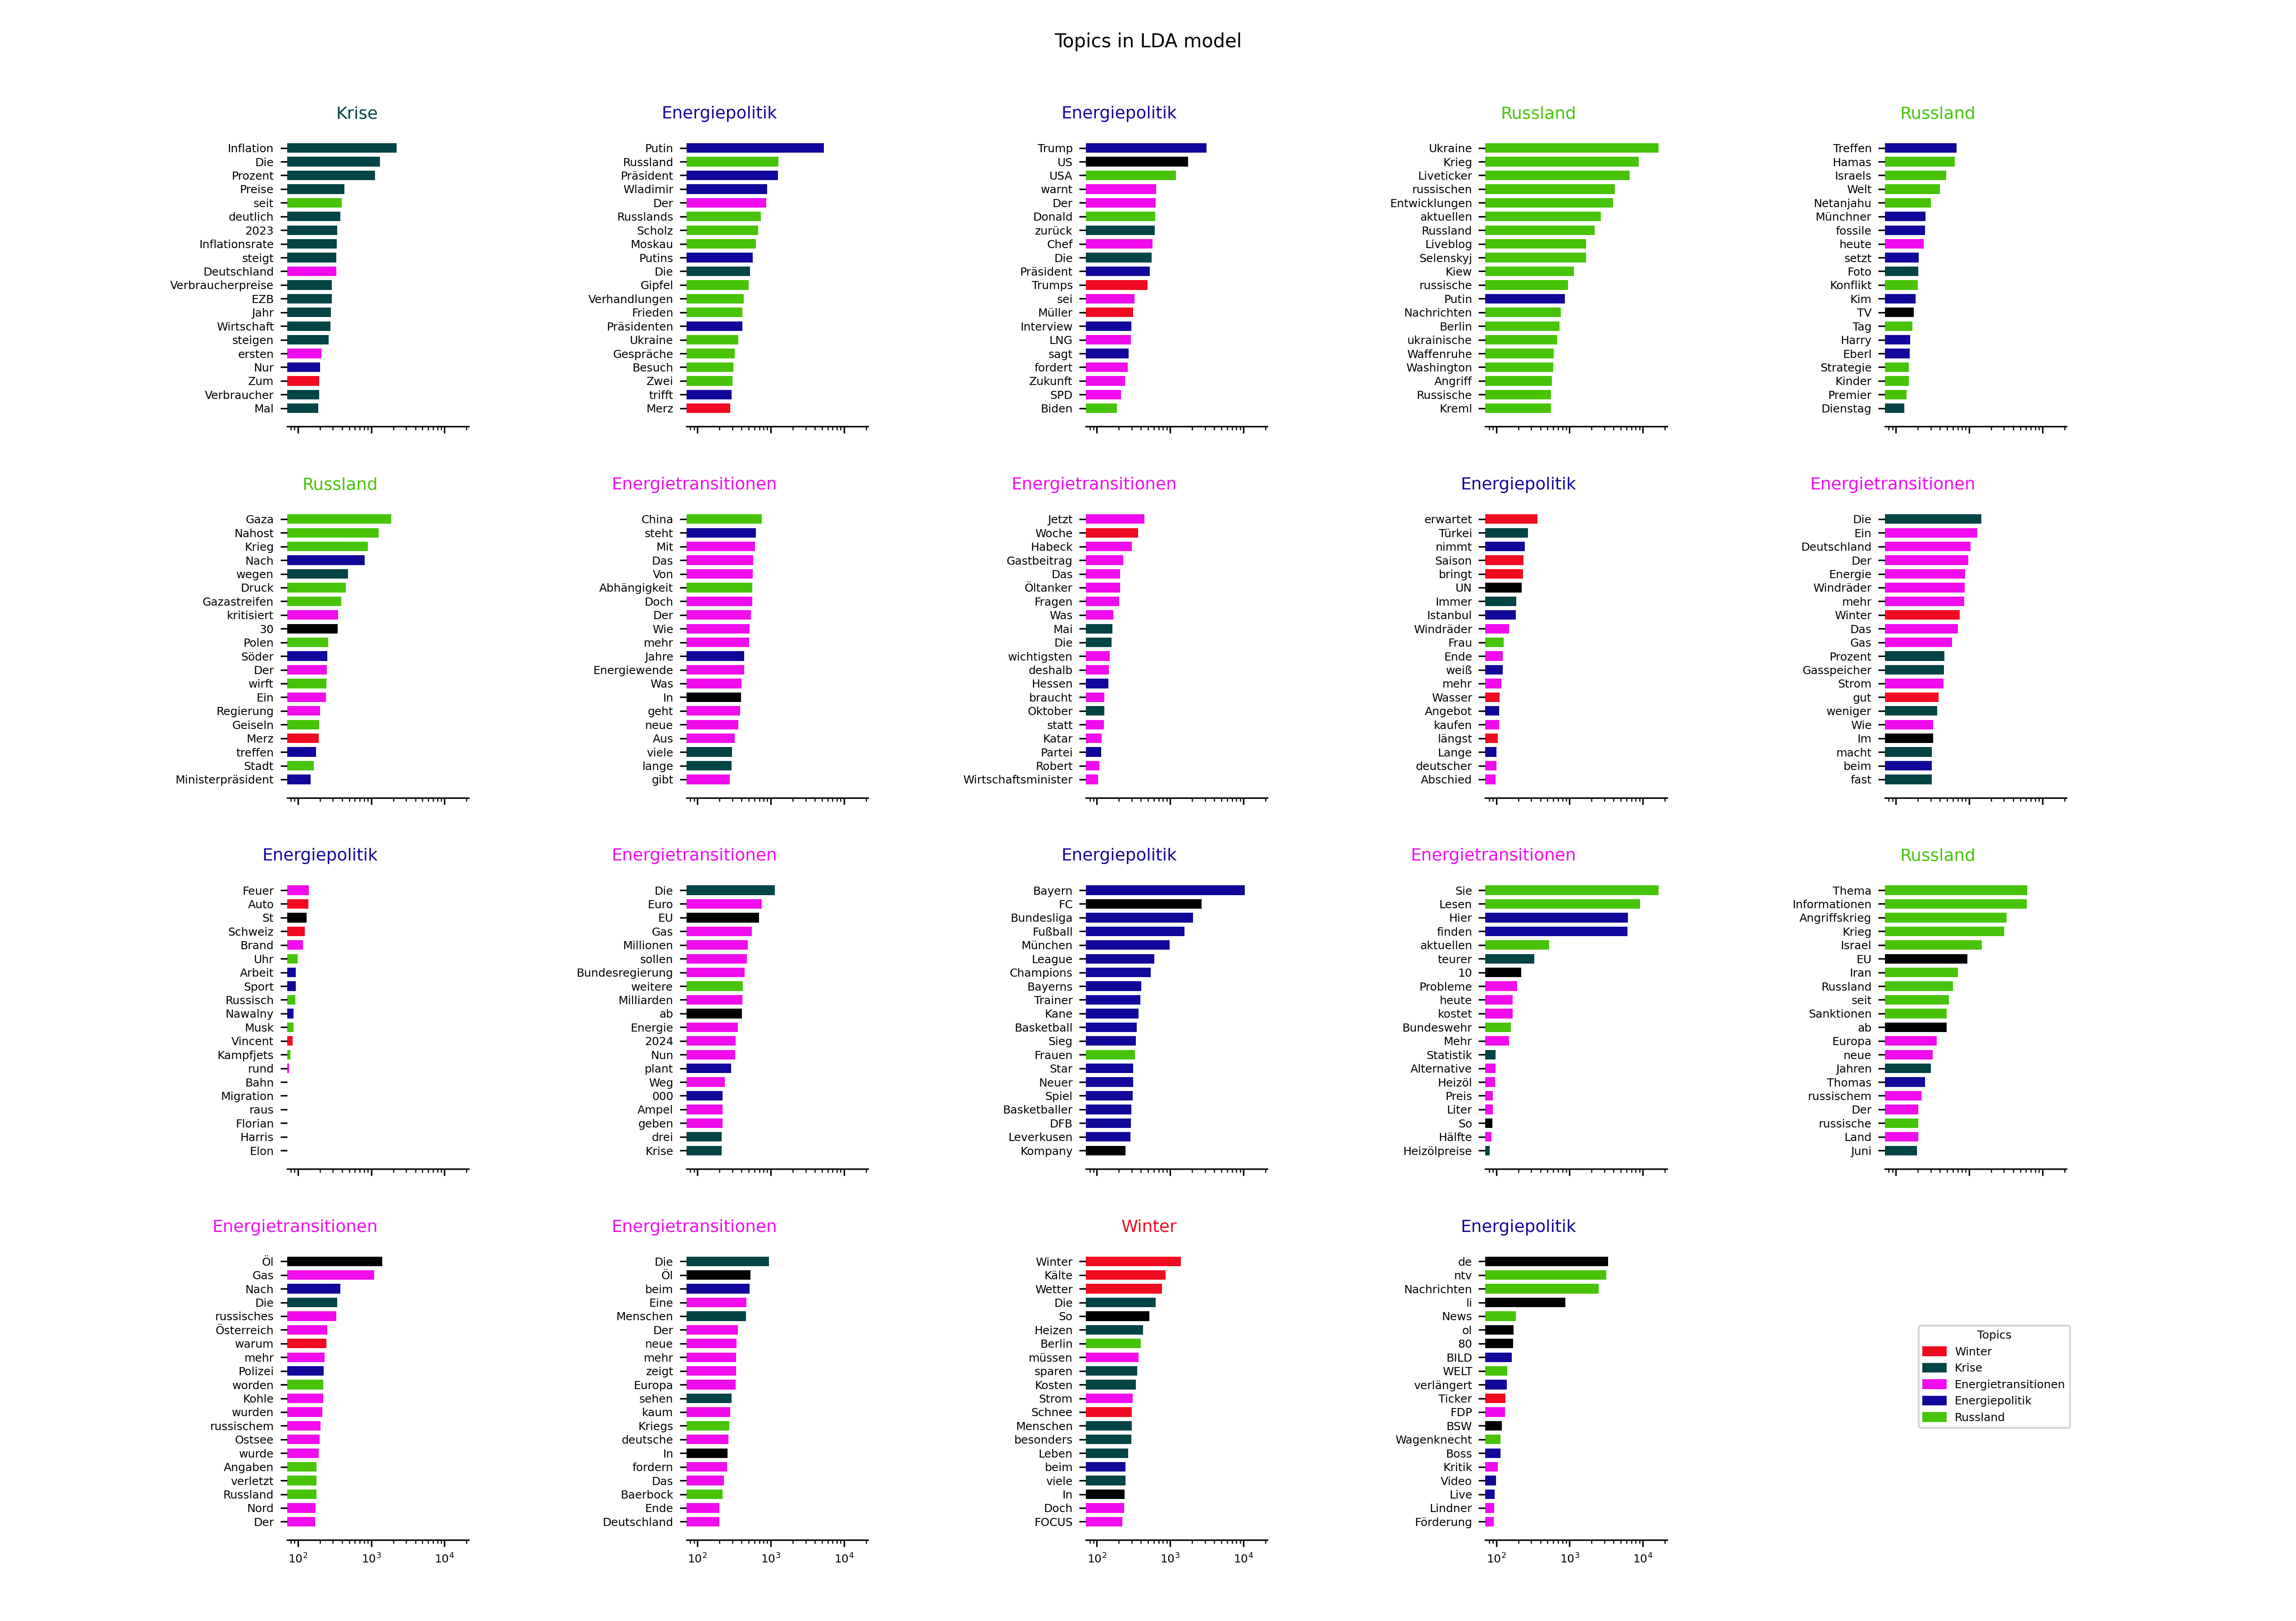 Topics in LDA model
Krise
Inflation
Die
Prozent
Preise
seit
deutlich
2023
Inflationsrate
steigt
Deutschland
Verbraucherpreise
EZB
Jahr
Wirtschaft
steigen
ersten
Nur
Zum
Verbraucher
Mal
Energiepolitik
Putin
Russland
Präsident
Wladimir
Der
Russlands
Scholz
Moskau
Putins
Die
Gipfel
Verhandlungen
Frieden
Präsidenten
Ukraine
Gespräche
Besuch
Zwei
trifft
Merz
Energiepolitik
Trump
US
USA
warnt
Der
Donald
zurück
Chef
Die
Präsident
Trumps
sei
Müller
Interview
LNG
sagt
fordert
Zukunft
SPD
Biden
Russland
Ukraine
Krieg
Liveticker
russischen
Entwicklungen
aktuellen
Russland
Liveblog
Selenskyj
Kiew
russische
Putin
Nachrichten
Berlin
ukrainische
Waffenruhe
Washington
Angriff
Russische
Kreml
Russland
Treffen
Hamas
Israels
Welt
Netanjahu
Münchner
fossile
heute
setzt
Foto
Konflikt
Kim
TV
Tag
Harry
Eberl
Strategie
Kinder
Premier
Dienstag
Russland
Gaza
Nahost
Krieg
Nach
wegen
Druck
Gazastreifen
kritisiert
30
Polen
Söder
Der
wirft
Ein
Regierung
Geiseln
Merz
treffen
Stadt
Ministerpräsident
Energietransitionen
China
steht
Mit
Das
Von
Abhängigkeit
Doch
Der
Wie
mehr
Jahre
Energiewende
Was
In
geht
neue
Aus
viele
lange
gibt
Energietransitionen
Jetzt
Woche
Habeck
Gastbeitrag
Das
Öltanker
Fragen
Was
Mai
Die
wichtigsten
deshalb
Hessen
braucht
Oktober
statt
Katar
Partei
Robert
Wirtschaftsminister
Energiepolitik
erwartet
Türkei
nimmt
Saison
bringt
UN
Immer
Istanbul
Windräder
Frau
Ende
weiß
mehr
Wasser
Angebot
kaufen
längst
Lange
deutscher
Abschied
Energietransitionen
Die
Ein
Deutschland
Der
Energie
Windräder
mehr
Winter
Das
Gas
Prozent
Gasspeicher
Strom
gut
weniger
Wie
Im
macht
beim
fast
Energiepolitik
Feuer
Auto
St
Schweiz
Brand
Uhr
Arbeit
Sport
Russisch
Nawalny
Musk
Vincent
Kampfjets
rund
Bahn
Migration
raus
Florian
Harris
Elon
Energietransitionen
Die
Euro
EU
Gas
Millionen
sollen
Bundesregierung
weitere
Milliarden
ab
Energie
2024
Nun
plant
Weg
000
Ampel
geben
drei
Krise
Energiepolitik
Bayern
FC
Bundesliga
Fußball
München
League
Champions
Bayerns
Trainer
Kane
Basketball
Sieg
Frauen
Star
Neuer
Spiel
Basketballer
DFB
Leverkusen
Kompany
Energietransitionen
Sie
Lesen
Hier
finden
aktuellen
teurer
10
Probleme
heute
kostet
Bundeswehr
Mehr
Statistik
Alternative
Heizöl
Preis
Liter
So
Hälfte
Heizölpreise
Russland
Thema
Informationen
Angriffskrieg
Krieg
Israel
EU
Iran
Russland
seit
Sanktionen
ab
Europa
neue
Jahren
Thomas
russischem
Der
russische
Land
Juni
Energietransitionen
Öl
Gas
Nach
Die
russisches
Österreich
warum
mehr
Polizei
worden
Kohle
wurden
russischem
Ostsee
wurde
Angaben
verletzt
Russland
Nord
Der
10² 10³ 10⁴
Energietransitionen
Die
Öl
beim
Eine
Menschen
Der
neue
mehr
zeigt
Europa
sehen
kaum
Kriegs
deutsche
In
fordern
Das
Baerbock
Ende
Deutschland
10² 10³ 10⁴
Winter
Winter
Kälte
Wetter
Die
So
Heizen
Berlin
müssen
sparen
Kosten
Strom
Schnee
Menschen
besonders
Leben
beim
viele
In
Doch
FOCUS
10² 10³ 10⁴
Energiepolitik
de
ntv
Nachrichten
li
News
ol
80
BILD
WELT
verlängert
Ticker
FDP
BSW
Wagenknecht
Boss
Kritik
Video
Live
Lindner
Förderung
10² 10³ 10⁴
Topics
Winter
Krise
Energietransitionen
Energiepolitik
Russland